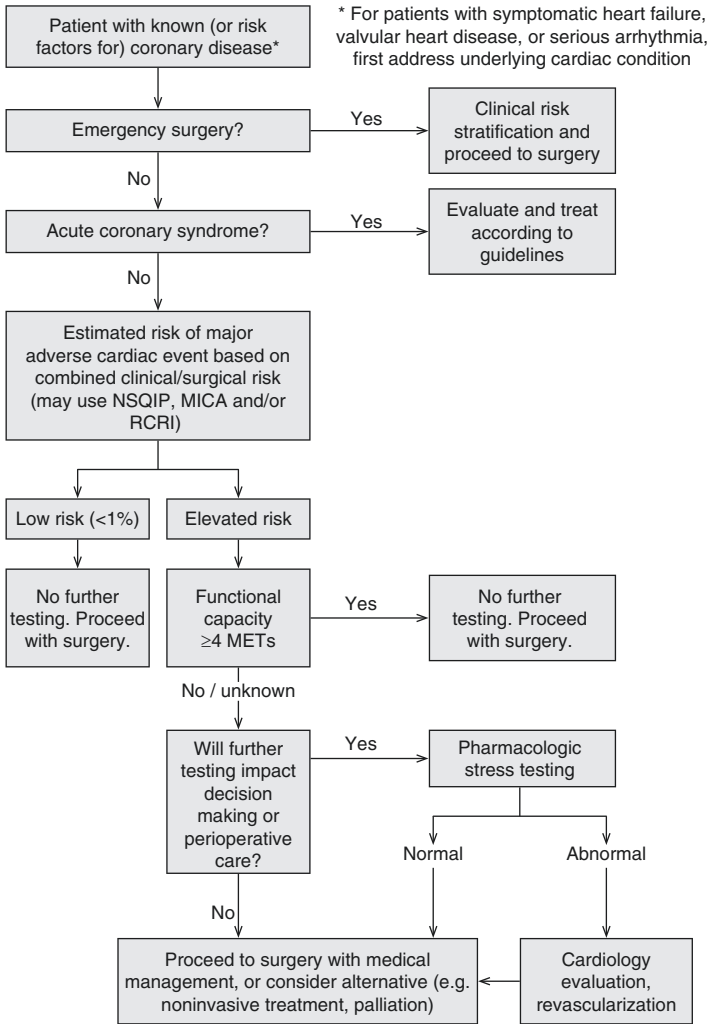 Patient with known (or risk
factors for) coronary disease*
* For patients with symptomatic heart failure,
valvular heart disease, or serious arrhythmia,
first address underlying cardiac condition
Emergency surgery?
Yes
Clinical risk
stratification and
proceed to surgery
No
Acute coronary syndrome?
Yes
Evaluate and treat
according to
guidelines
No
Estimated risk of major
adverse cardiac event based on
combined clinical/surgical risk
(may use NSQIP, MICA and/or
RCRI)
Low risk (<1%)
Elevated risk
No further
testing. Proceed
with surgery.
Functional
capacity
≥4 METs
Yes
No further
testing. Proceed
with surgery.
No / unknown
Will further
testing impact
decision
making or
perioperative
care?
Yes
Pharmacologic
stress testing
Normal
Abnormal
No
Proceed to surgery with medical
management, or consider alternative (e.g.
noninvasive treatment, palliation)
Cardiology
evaluation,
revascularization